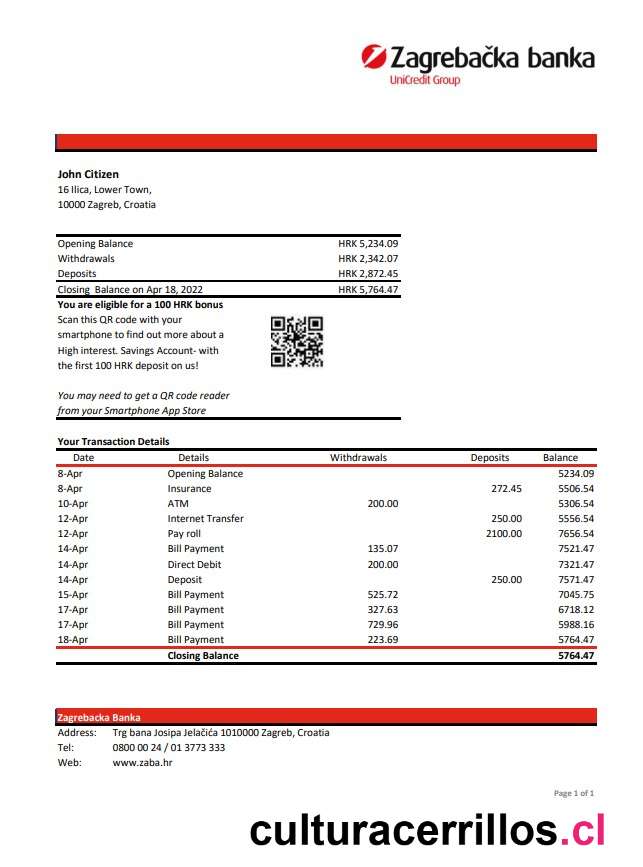 Zagrebačka banka
UniCredit Group
John Citizen
16 Ilica, Lower Town,
10000 Zagreb, Croatia
Opening Balance HRK 5,234.09
Withdrawals HRK 2,342.07
Deposits HRK 2,872.45
Closing Balance on Apr 18, 2022 HRK 5,764.47
You are eligible for a 100 HRK bonus
Scan this QR code with your
smartphone to find out more about a
High interest. Savings Account- with
the first 100 HRK deposit on us!
You may need to get a QR code reader
from your Smartphone App Store
Your Transaction Details
Date Details Withdrawals Deposits Balance
8-Apr Opening Balance 5234.09
8-Apr Insurance 272.45 5506.54
10-Apr ATM 200.00 5306.54
12-Apr Internet Transfer 250.00 5556.54
12-Apr Pay roll 2100.00 7656.54
14-Apr Bill Payment 135.07 7521.47
14-Apr Direct Debit 200.00 7321.47
14-Apr Deposit 250.00 7571.47
15-Apr Bill Payment 525.72 7045.75
17-Apr Bill Payment 327.63 6718.12
17-Apr Bill Payment 729.96 5988.16
18-Apr Bill Payment 223.69 5764.47
Closing Balance 5764.47
Zagrebacka Banka
Address: Trg bana Josipa Jelačića 1010000 Zagreb, Croatia
Tel: 0800 00 24 / 01 3773 333
Web: www.zaba.hr
Page 1 of 1
culturacerrillos.cl